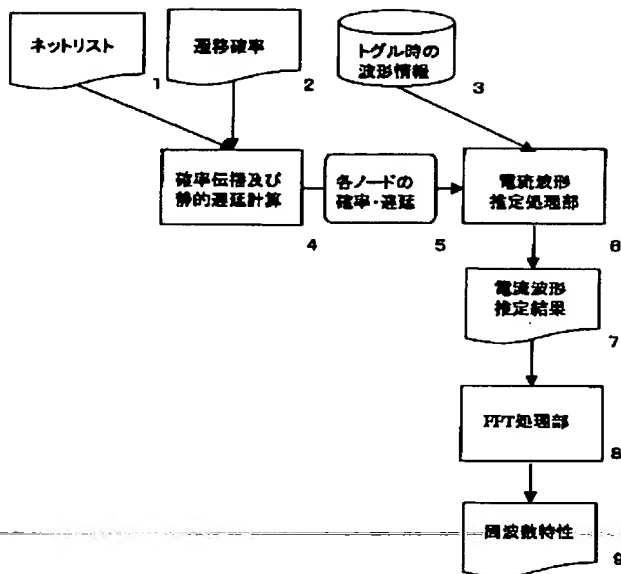 ネットリスト
1
遷移確率
2
トグル時の
波形情報
3
確率伝播及び
静的遅延計算
4
各ノードの
確率・遅延
5
電流波形
推定処理部
6
電流波形
推定結果
7
FFT処理部
8
周波数特性
9